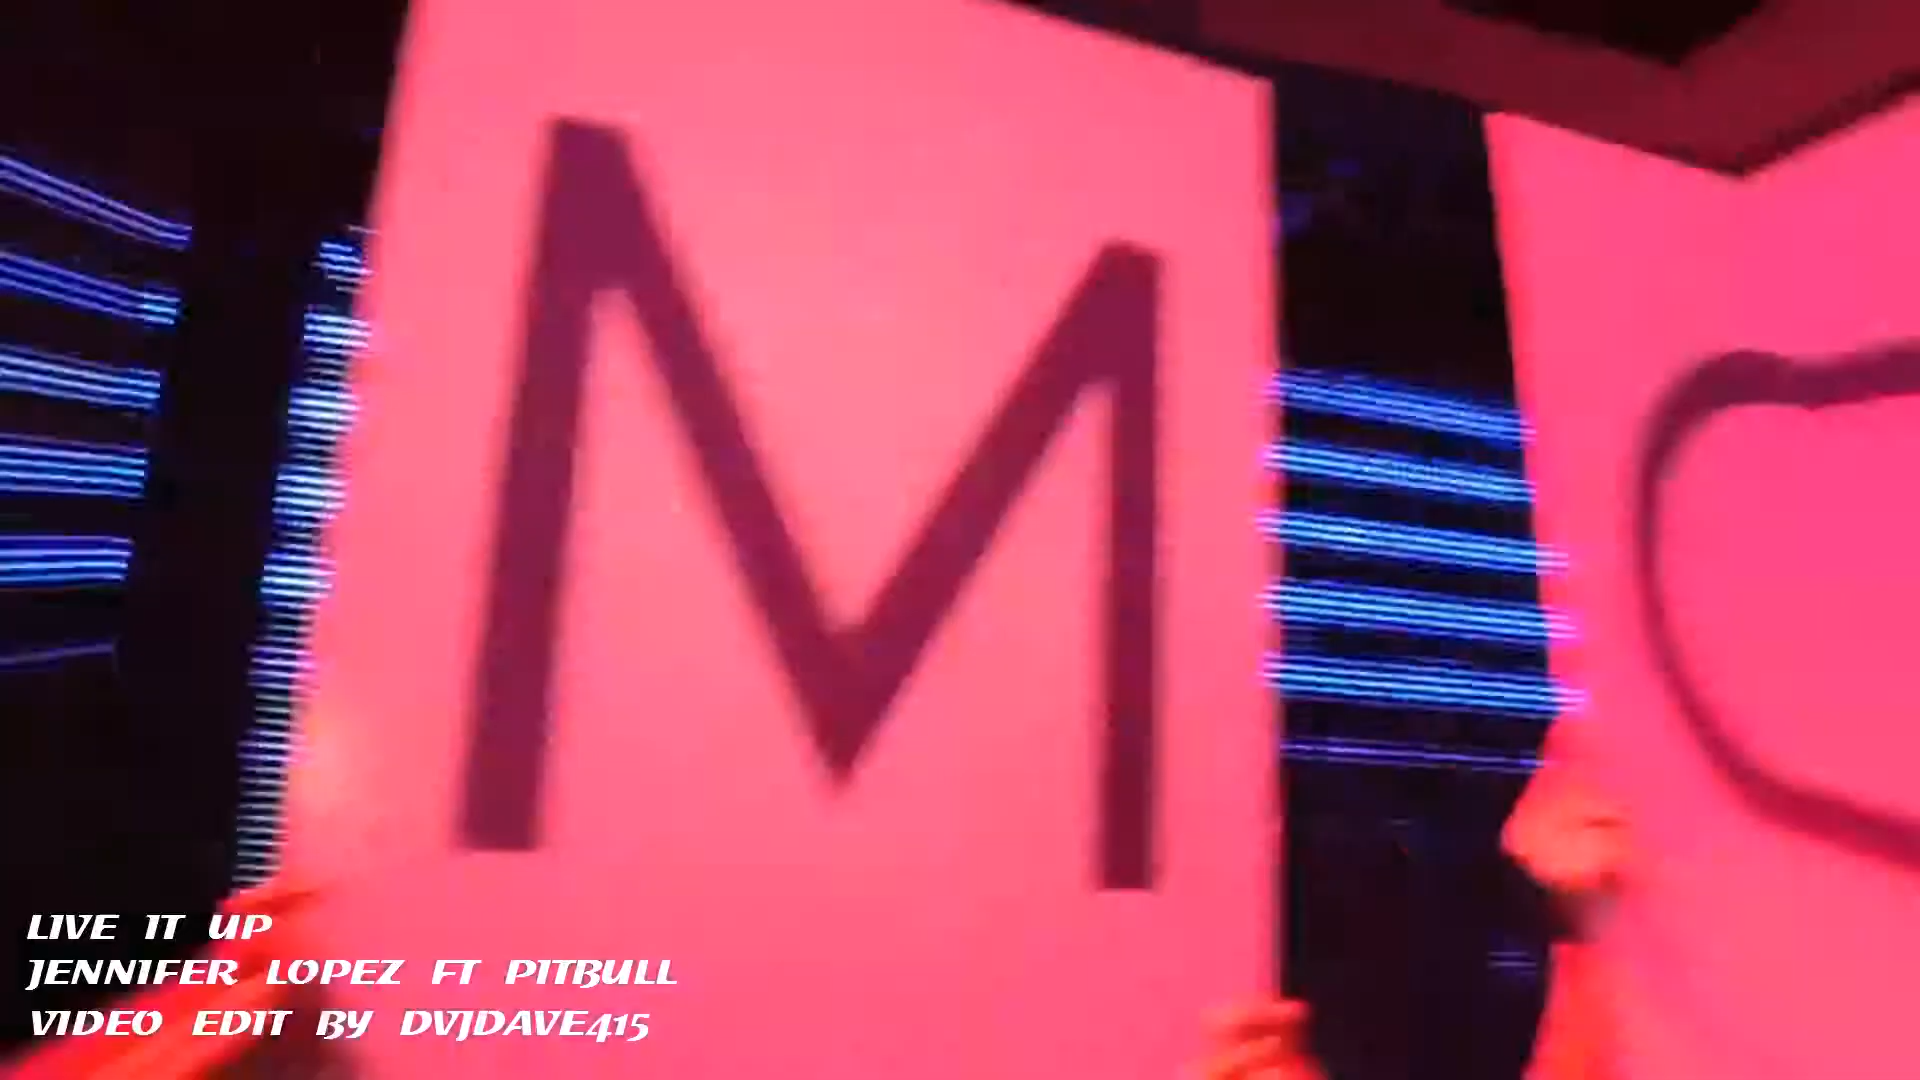 M
LIVE IT UP
JENNIFER LOPEZ FT PITBULL
VIDEO EDIT BY DVJDAVE415